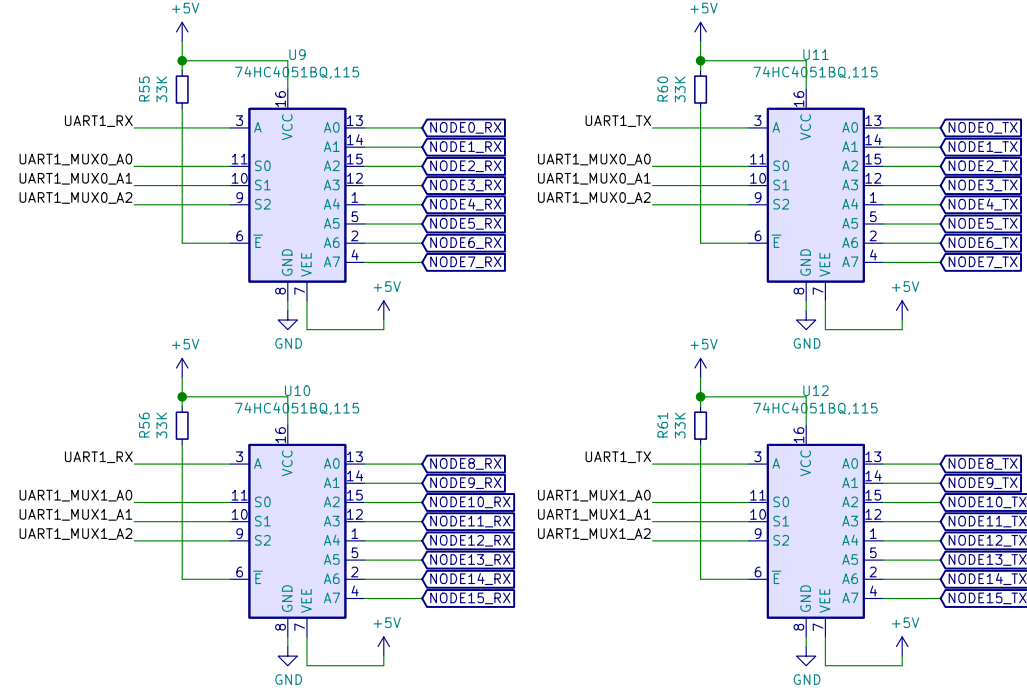 +5V
R55
33K
U9
74HC4051BQ,115
16
VCC
UART1_RX
3
A
UART1_MUX0_A0
11
S0
UART1_MUX0_A1
10
S1
UART1_MUX0_A2
9
S2
6
E
A0
13
NODE0_RX
A1
14
NODE1_RX
A2
15
NODE2_RX
A3
12
NODE3_RX
A4
1
NODE4_RX
A5
5
NODE5_RX
A6
2
NODE6_RX
A7
4
NODE7_RX
GND
VEE
8
7
GND
+5V
+5V
R60
33K
U11
74HC4051BQ,115
16
VCC
UART1_TX
3
A
UART1_MUX0_A0
11
S0
UART1_MUX0_A1
10
S1
UART1_MUX0_A2
9
S2
6
E
A0
13
NODE0_TX
A1
14
NODE1_TX
A2
15
NODE2_TX
A3
12
NODE3_TX
A4
1
NODE4_TX
A5
5
NODE5_TX
A6
2
NODE6_TX
A7
4
NODE7_TX
GND
VEE
8
7
GND
+5V
+5V
R56
33K
U10
74HC4051BQ,115
16
VCC
UART1_RX
3
A
UART1_MUX1_A0
11
S0
UART1_MUX1_A1
10
S1
UART1_MUX1_A2
9
S2
6
E
A0
13
NODE8_RX
A1
14
NODE9_RX
A2
15
NODE10_RX
A3
12
NODE11_RX
A4
1
NODE12_RX
A5
5
NODE13_RX
A6
2
NODE14_RX
A7
4
NODE15_RX
GND
VEE
8
7
GND
+5V
+5V
R61
33K
U12
74HC4051BQ,115
16
VCC
UART1_TX
3
A
UART1_MUX1_A0
11
S0
UART1_MUX1_A1
10
S1
UART1_MUX1_A2
9
S2
6
E
A0
13
NODE8_TX
A1
14
NODE9_TX
A2
15
NODE10_TX
A3
12
NODE11_TX
A4
1
NODE12_TX
A5
5
NODE13_TX
A6
2
NODE14_TX
A7
4
NODE15_TX
GND
VEE
8
7
GND
+5V